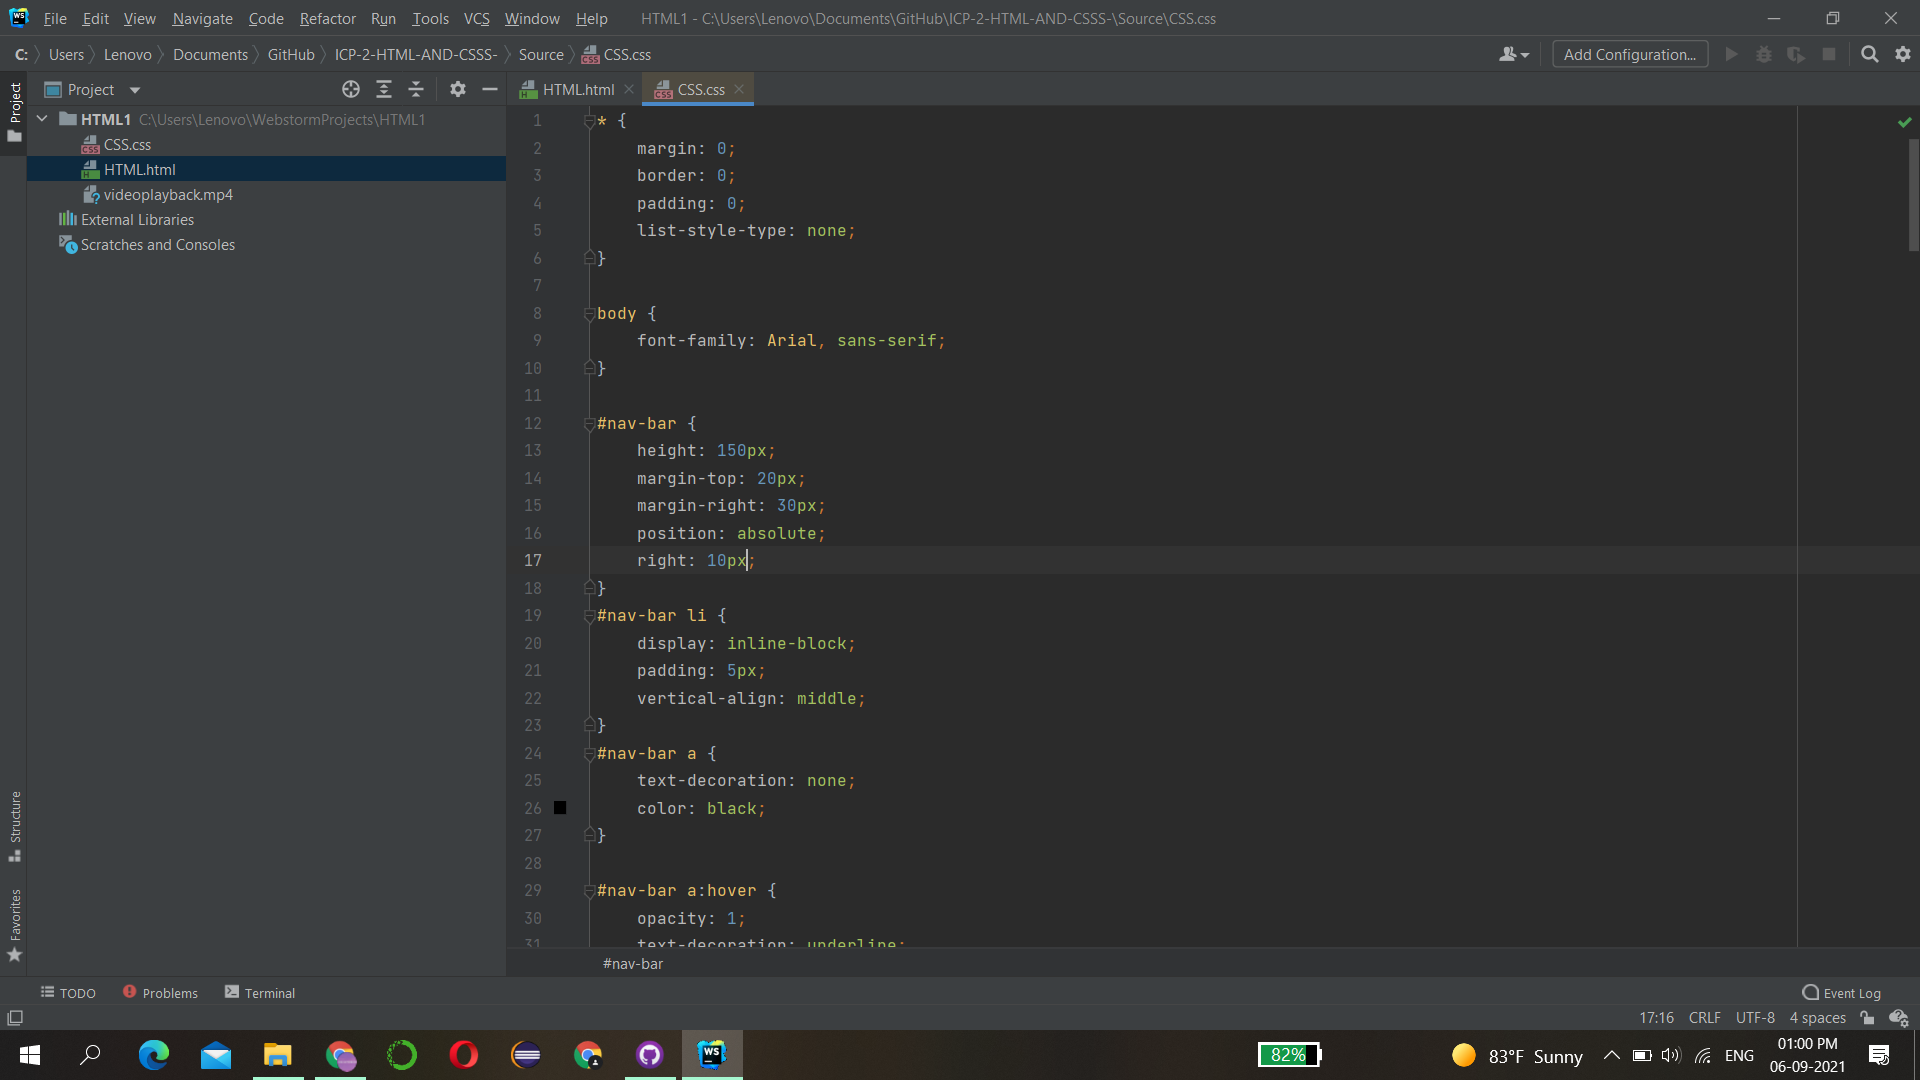 File Edit View Navigate Code Refactor Run Tools VCS Window Help HTML1 - C:\Users\Lenovo\Documents\GitHub\ICP-2-HTML-AND-CSSS-\Source\CSS.css
C: Users Lenovo Documents GitHub ICP-2-HTML-AND-CSSS- Source CSS.css Add Configuration...
Project
Project
HTML.html
CSS.css
HTML1 C:\Users\Lenovo\WebstormProjects\HTML1
CSS.css
HTML.html
videoplayback.mp4
External Libraries
Scratches and Consoles
1 * {
2 margin: 0;
3 border: 0;
4 padding: 0;
5 list-style-type: none;
6 }
7
8 body {
9 font-family: Arial, sans-serif;
10 }
11
12 #nav-bar {
13 height: 150px;
14 margin-top: 20px;
15 margin-right: 30px;
16 position: absolute;
17 right: 10px;
18 }
19 #nav-bar li {
20 display: inline-block;
21 padding: 5px;
22 vertical-align: middle;
23 }
24 #nav-bar a {
25 text-decoration: none;
26 color: black;
27 }
28
29 #nav-bar a:hover {
30 opacity: 1;
31 text-decoration: underline;
#nav-bar
Structure
Favorites
TODO Problems Terminal Event Log
17:16 CRLF UTF-8 4 spaces
82% 83°F Sunny ENG 01:00 PM
06-09-2021